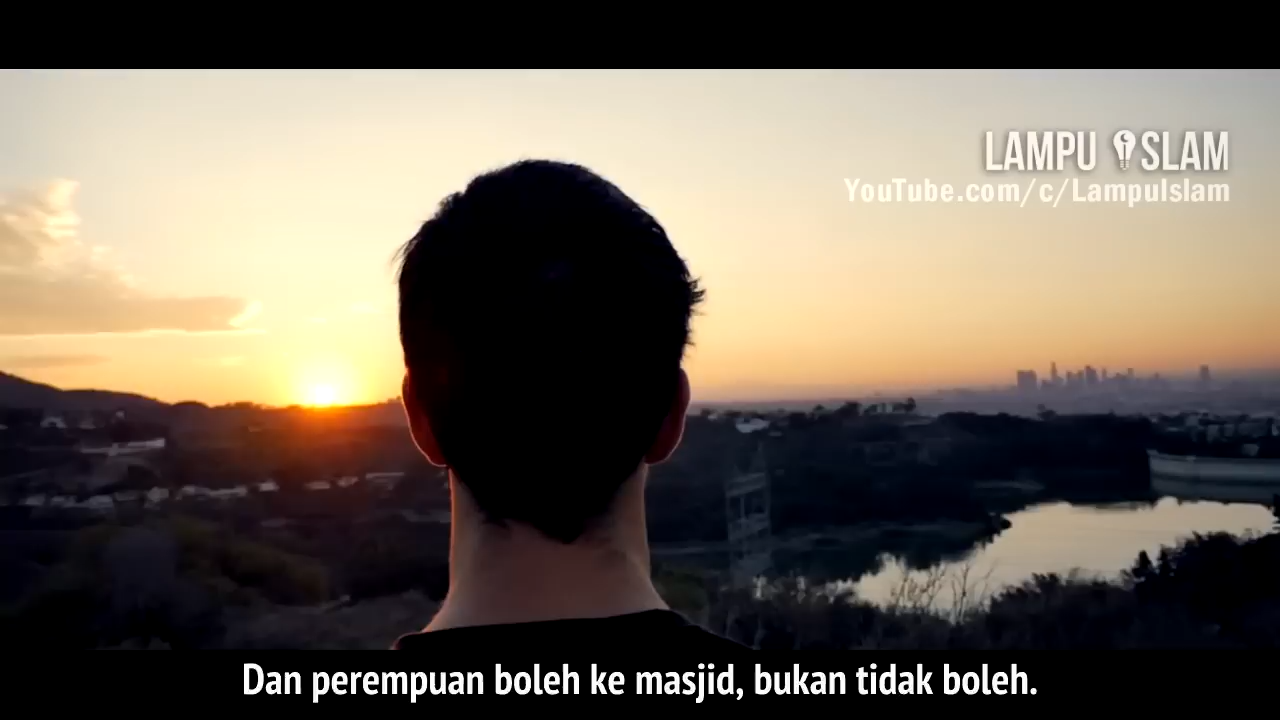 LAMPU ISLAM
YouTube.com/c/LampuIslam
Dan perempuan boleh ke masjid, bukan tidak boleh.